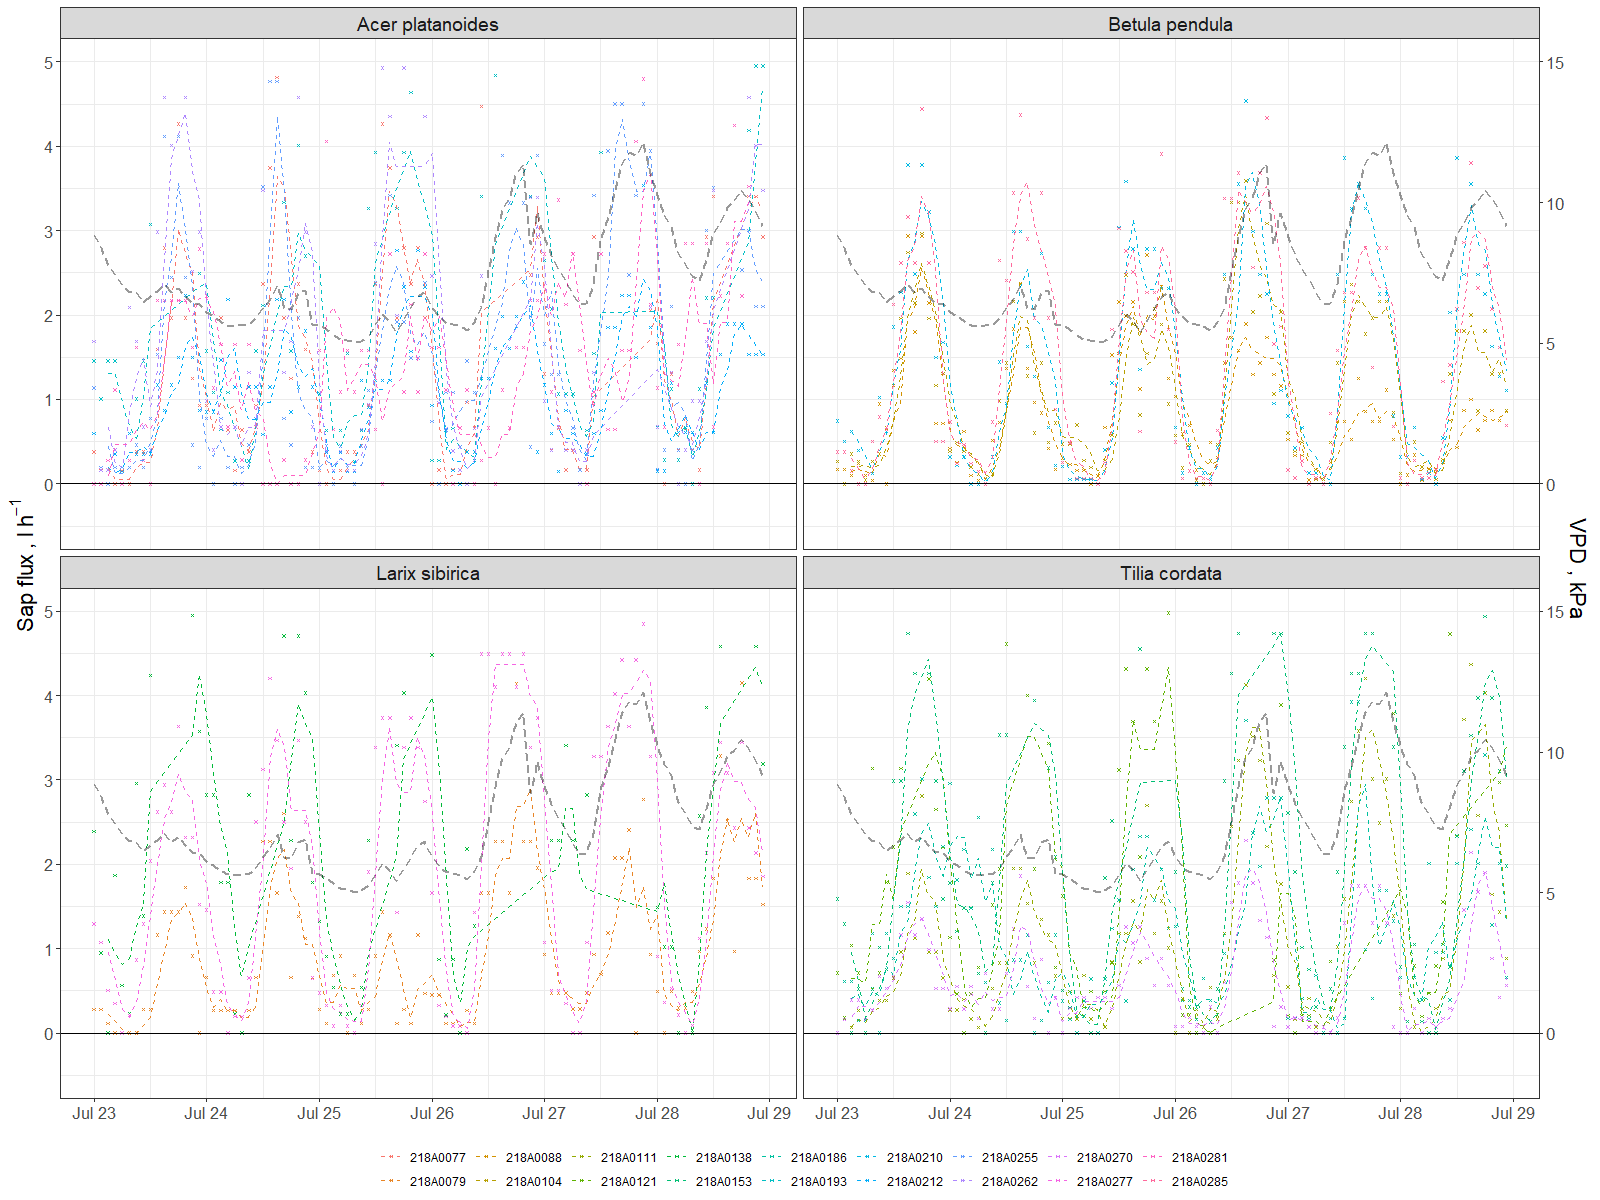 Acer platanoides
Betula pendula
5
4
3
2
1
0
15
10
5
0
Larix sibirica
Tilia cordata
5
4
3
2
1
0
15
10
5
0
Sap flux , l h⁻¹
VPD , kPa
Jul 23 Jul 24 Jul 25 Jul 26 Jul 27 Jul 28 Jul 29
Jul 23 Jul 24 Jul 25 Jul 26 Jul 27 Jul 28 Jul 29
218A0077 218A0088 218A0111 218A0138 218A0186 218A0210 218A0255 218A0270 218A0281
218A0079 218A0104 218A0121 218A0153 218A0193 218A0212 218A0262 218A0277 218A0285